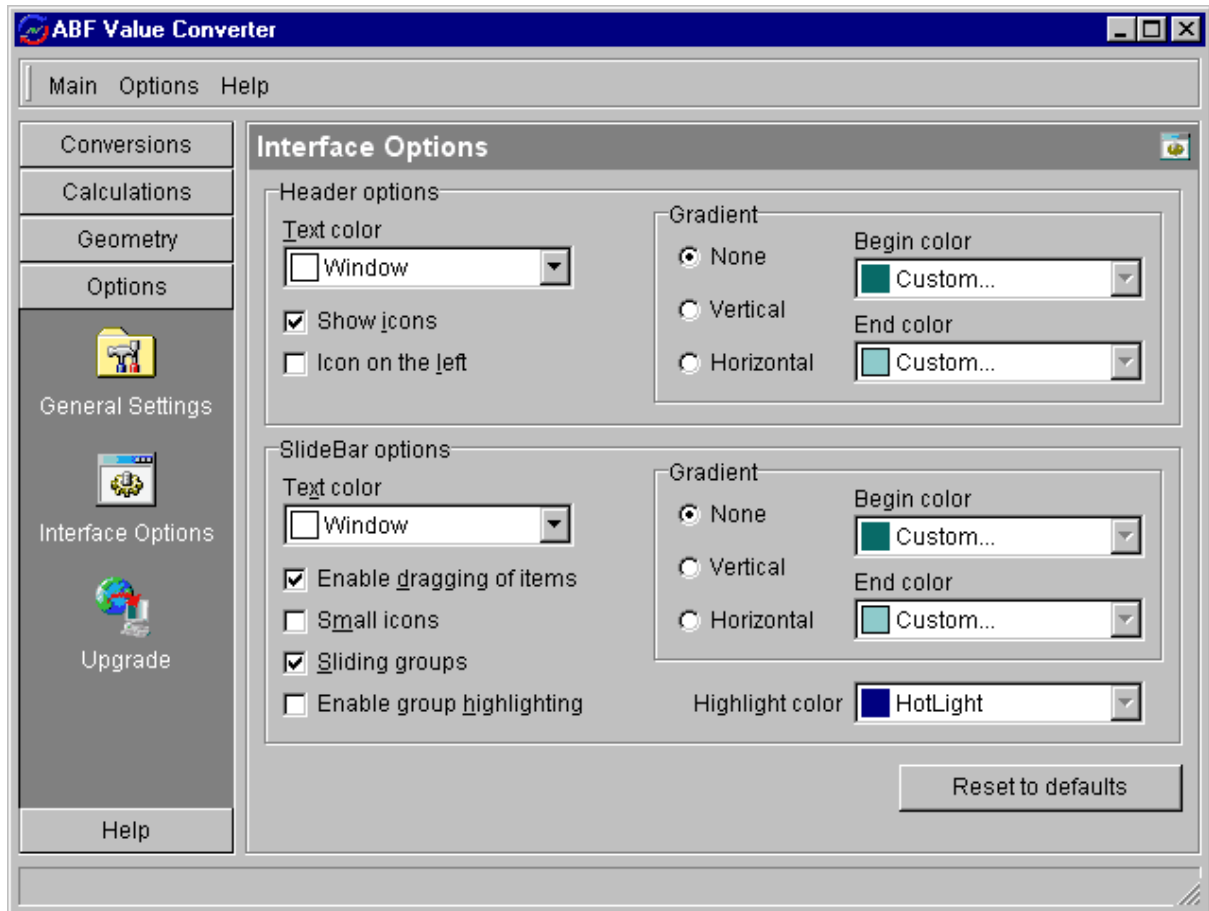 ABF Value Converter
Main Options Help
Conversions
Calculations
Geometry
Options
General Settings
Interface Options
Upgrade
Help
Interface Options
Header options
Text color
Window
Show icons
Icon on the left
Gradient
None
Vertical
Horizontal
Begin color
Custom...
End color
Custom...
SlideBar options
Text color
Window
Enable dragging of items
Small icons
Sliding groups
Enable group highlighting
Gradient
None
Vertical
Horizontal
Begin color
Custom...
End color
Custom...
Highlight color HotLight
Reset to defaults